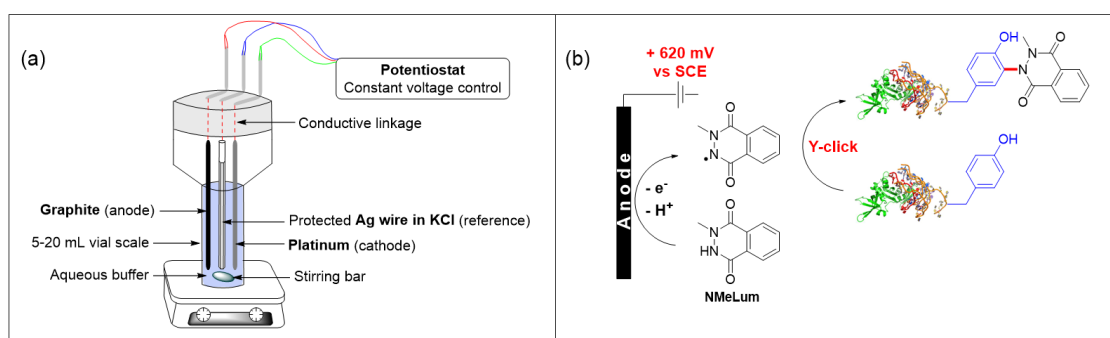 (a)
Potentiostat
Constant voltage control
Conductive linkage
Graphite (anode)
Protected Ag wire in KCl (reference)
5-20 mL vial scale
Platinum (cathode)
Aqueous buffer
Stirring bar
(b)
+ 620 mV
vs SCE
Anode
- e-
- H+
N
N
O
O
HN
N
O
O
NMeLum
Y-click
OH
N
N
O
O
OH